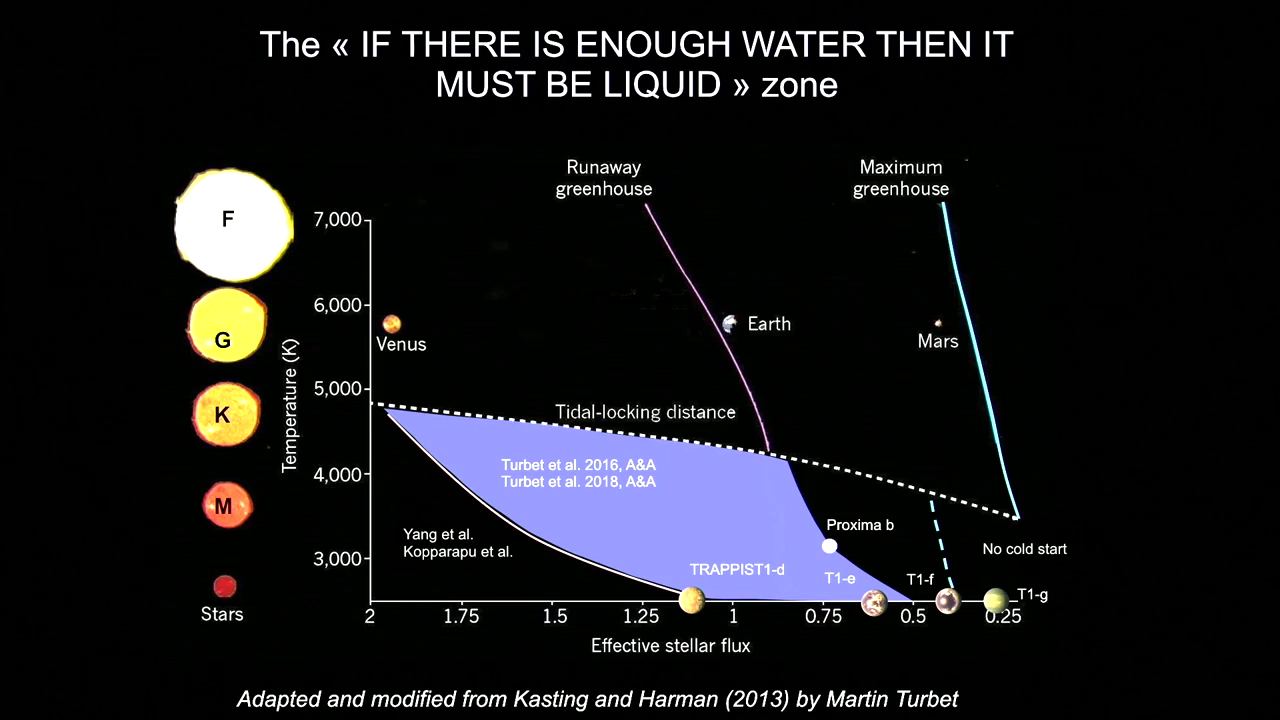 The « IF THERE IS ENOUGH WATER THEN IT
MUST BE LIQUID » zone
Runaway
greenhouse
Maximum
greenhouse
F
G
K
M
Stars
Temperature (K)
7,000
6,000
5,000
4,000
3,000
Venus
Earth
Mars
Tidal-locking distance
Turbet et al. 2016, A&A
Turbet et al. 2018, A&A
Yang et al.
Kopparapu et al.
Proxima b
No cold start
TRAPPIST1-d
T1-e
T1-f
T1-g
2
1.75
1.5
1.25
1
0.75
0.5
0.25
Effective stellar flux
Adapted and modified from Kasting and Harman (2013) by Martin Turbet